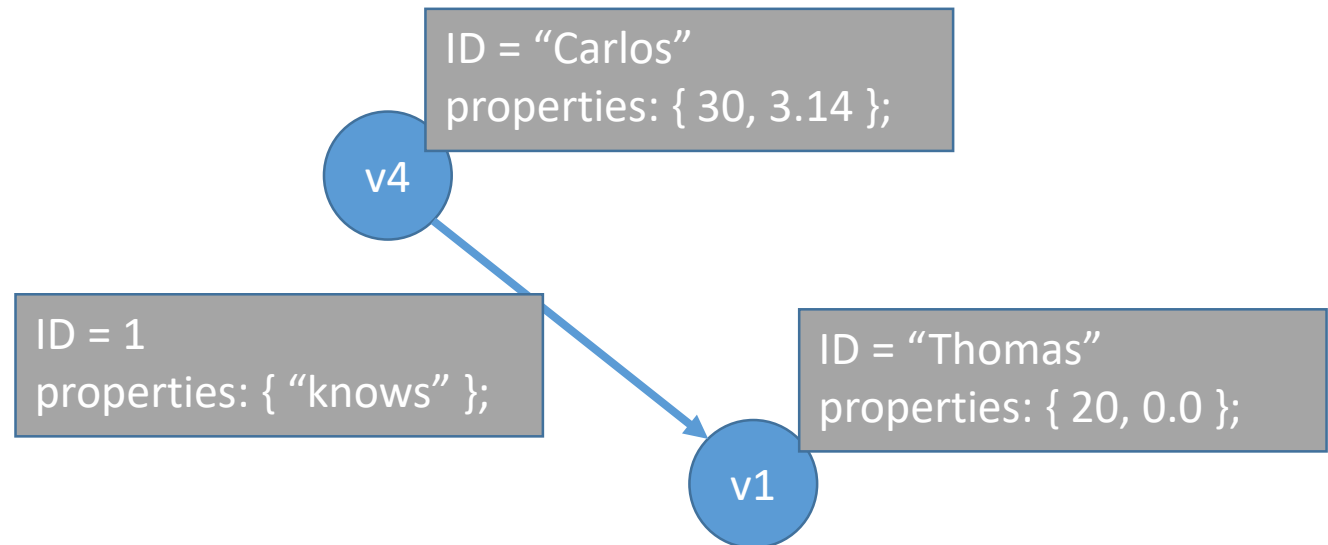 ID = “Carlos”
properties: { 30, 3.14 };
v4
ID = 1
properties: { “knows” };
ID = “Thomas”
properties: { 20, 0.0 };
v1